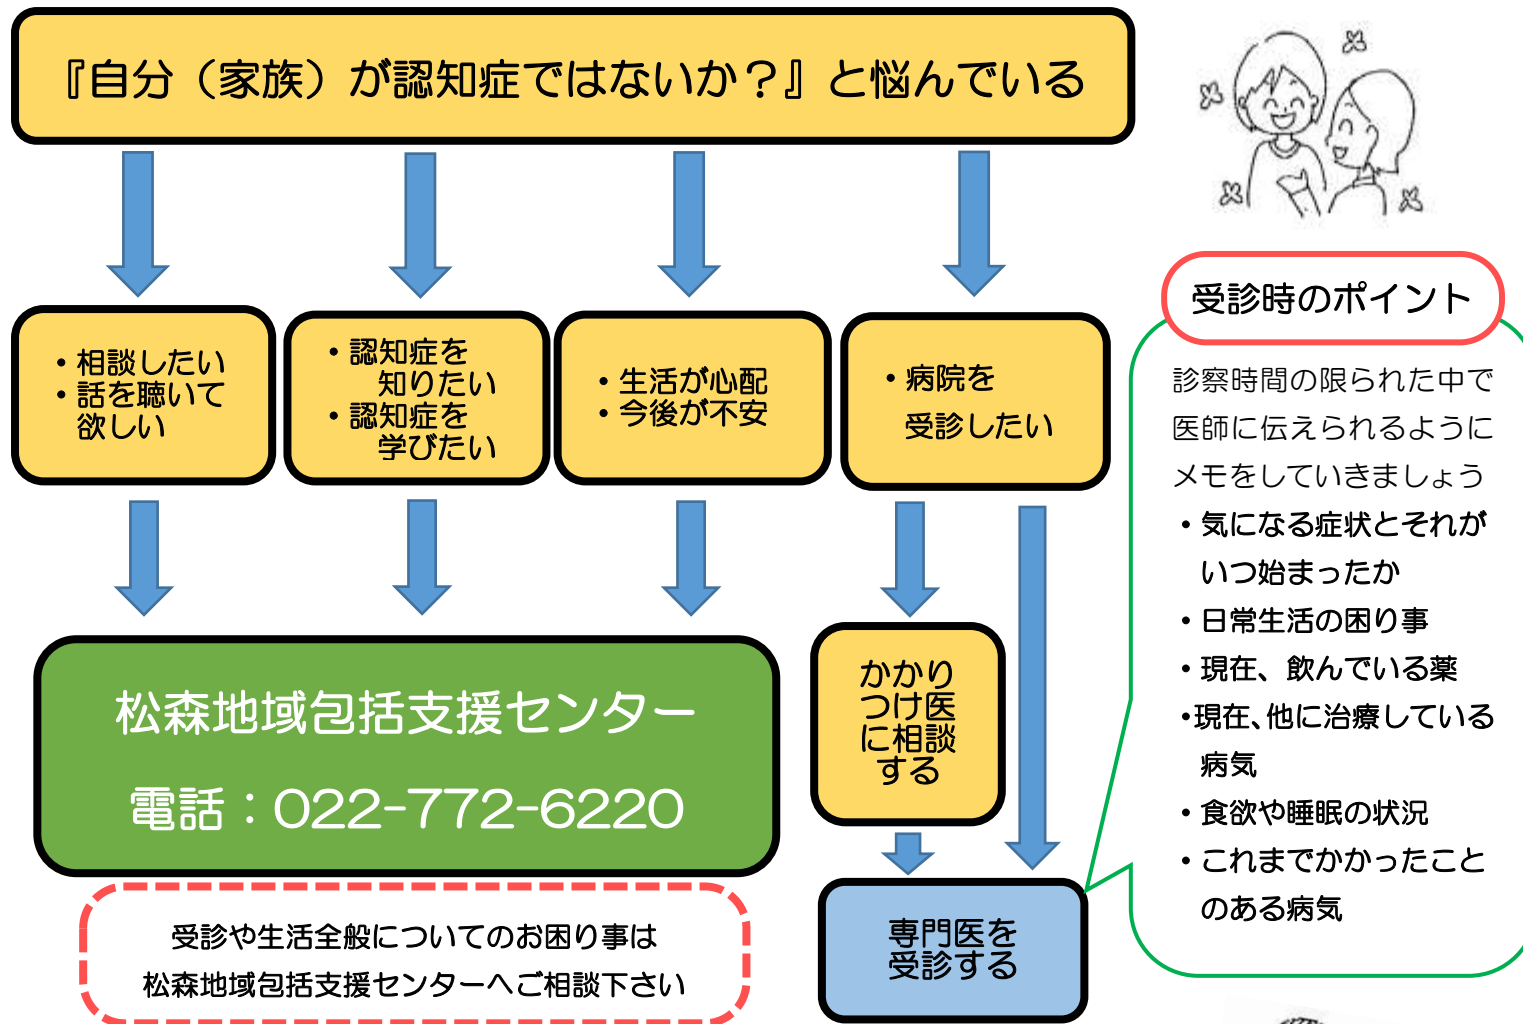 『自分（家族）が認知症ではないか？』と悩んでいる
・相談したい
・話を聴いて
欲しい
・認知症を
知りたい
・認知症を
学びたい
・生活が心配
・今後が不安
・病院を
受診したい
松森地域包括支援センター
電話：022-772-6220
受診や生活全般についてのお困り事は
松森地域包括支援センターへご相談下さい
かかり
つけ医
に相談
する
専門医を
受診する
受診時のポイント
診察時間の限られた中で
医師に伝えられるように
メモをしていきましょう
・気になる症状とそれが
いつ始まったか
・日常生活の困り事
・現在、飲んでいる薬
・現在、他に治療している
病気
・食欲や睡眠の状況
・これまでかかったこと
のある病気